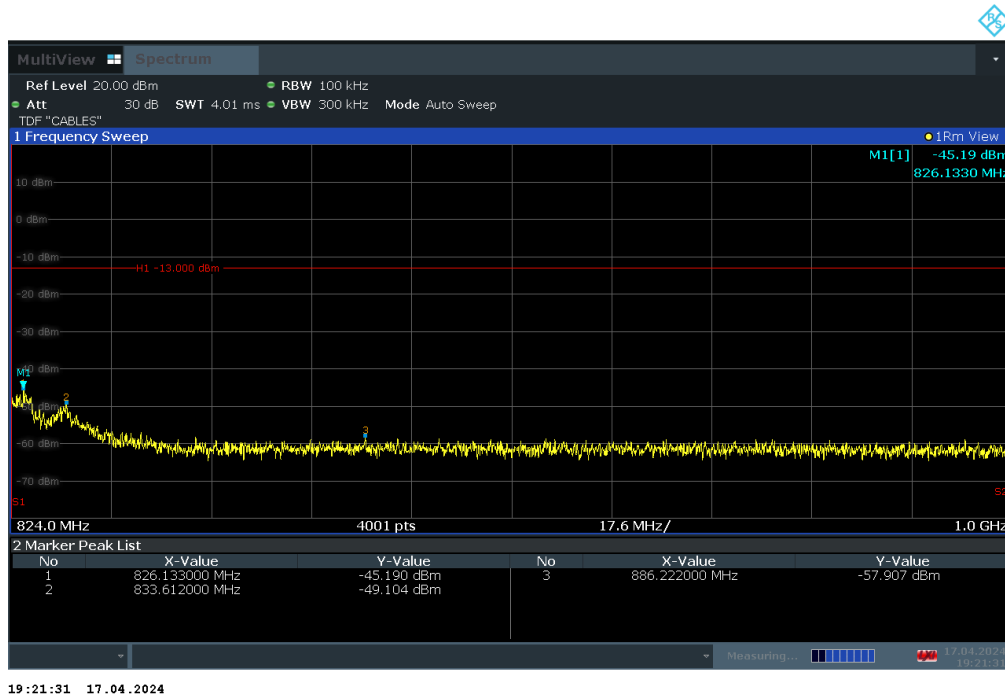 MultiView Spectrum
Ref Level 20.00 dBm RBW 100 kHz
Att 30 dB SWT 4.01 ms VBW 300 kHz Mode Auto Sweep
TDF "CABLES"
1 Frequency Sweep 1Rm View
M1[1] -45.19 dBm
826.1330 MHz
10 dBm
0 dBm
-10 dBm
H1 -13.000 dBm
-20 dBm
-30 dBm
-40 dBm
M1
2
-50 dBm
3
-60 dBm
-70 dBm
S1
824.0 MHz 4001 pts 17.6 MHz/ 1.0 GHz
2 Marker Peak List
No X-Value Y-Value No X-Value Y-Value
1 826.133000 MHz -45.190 dBm 3 886.222000 MHz -57.907 dBm
2 833.612000 MHz -49.104 dBm
Measuring... 17.04.2024
19:21:31
19:21:31 17.04.2024